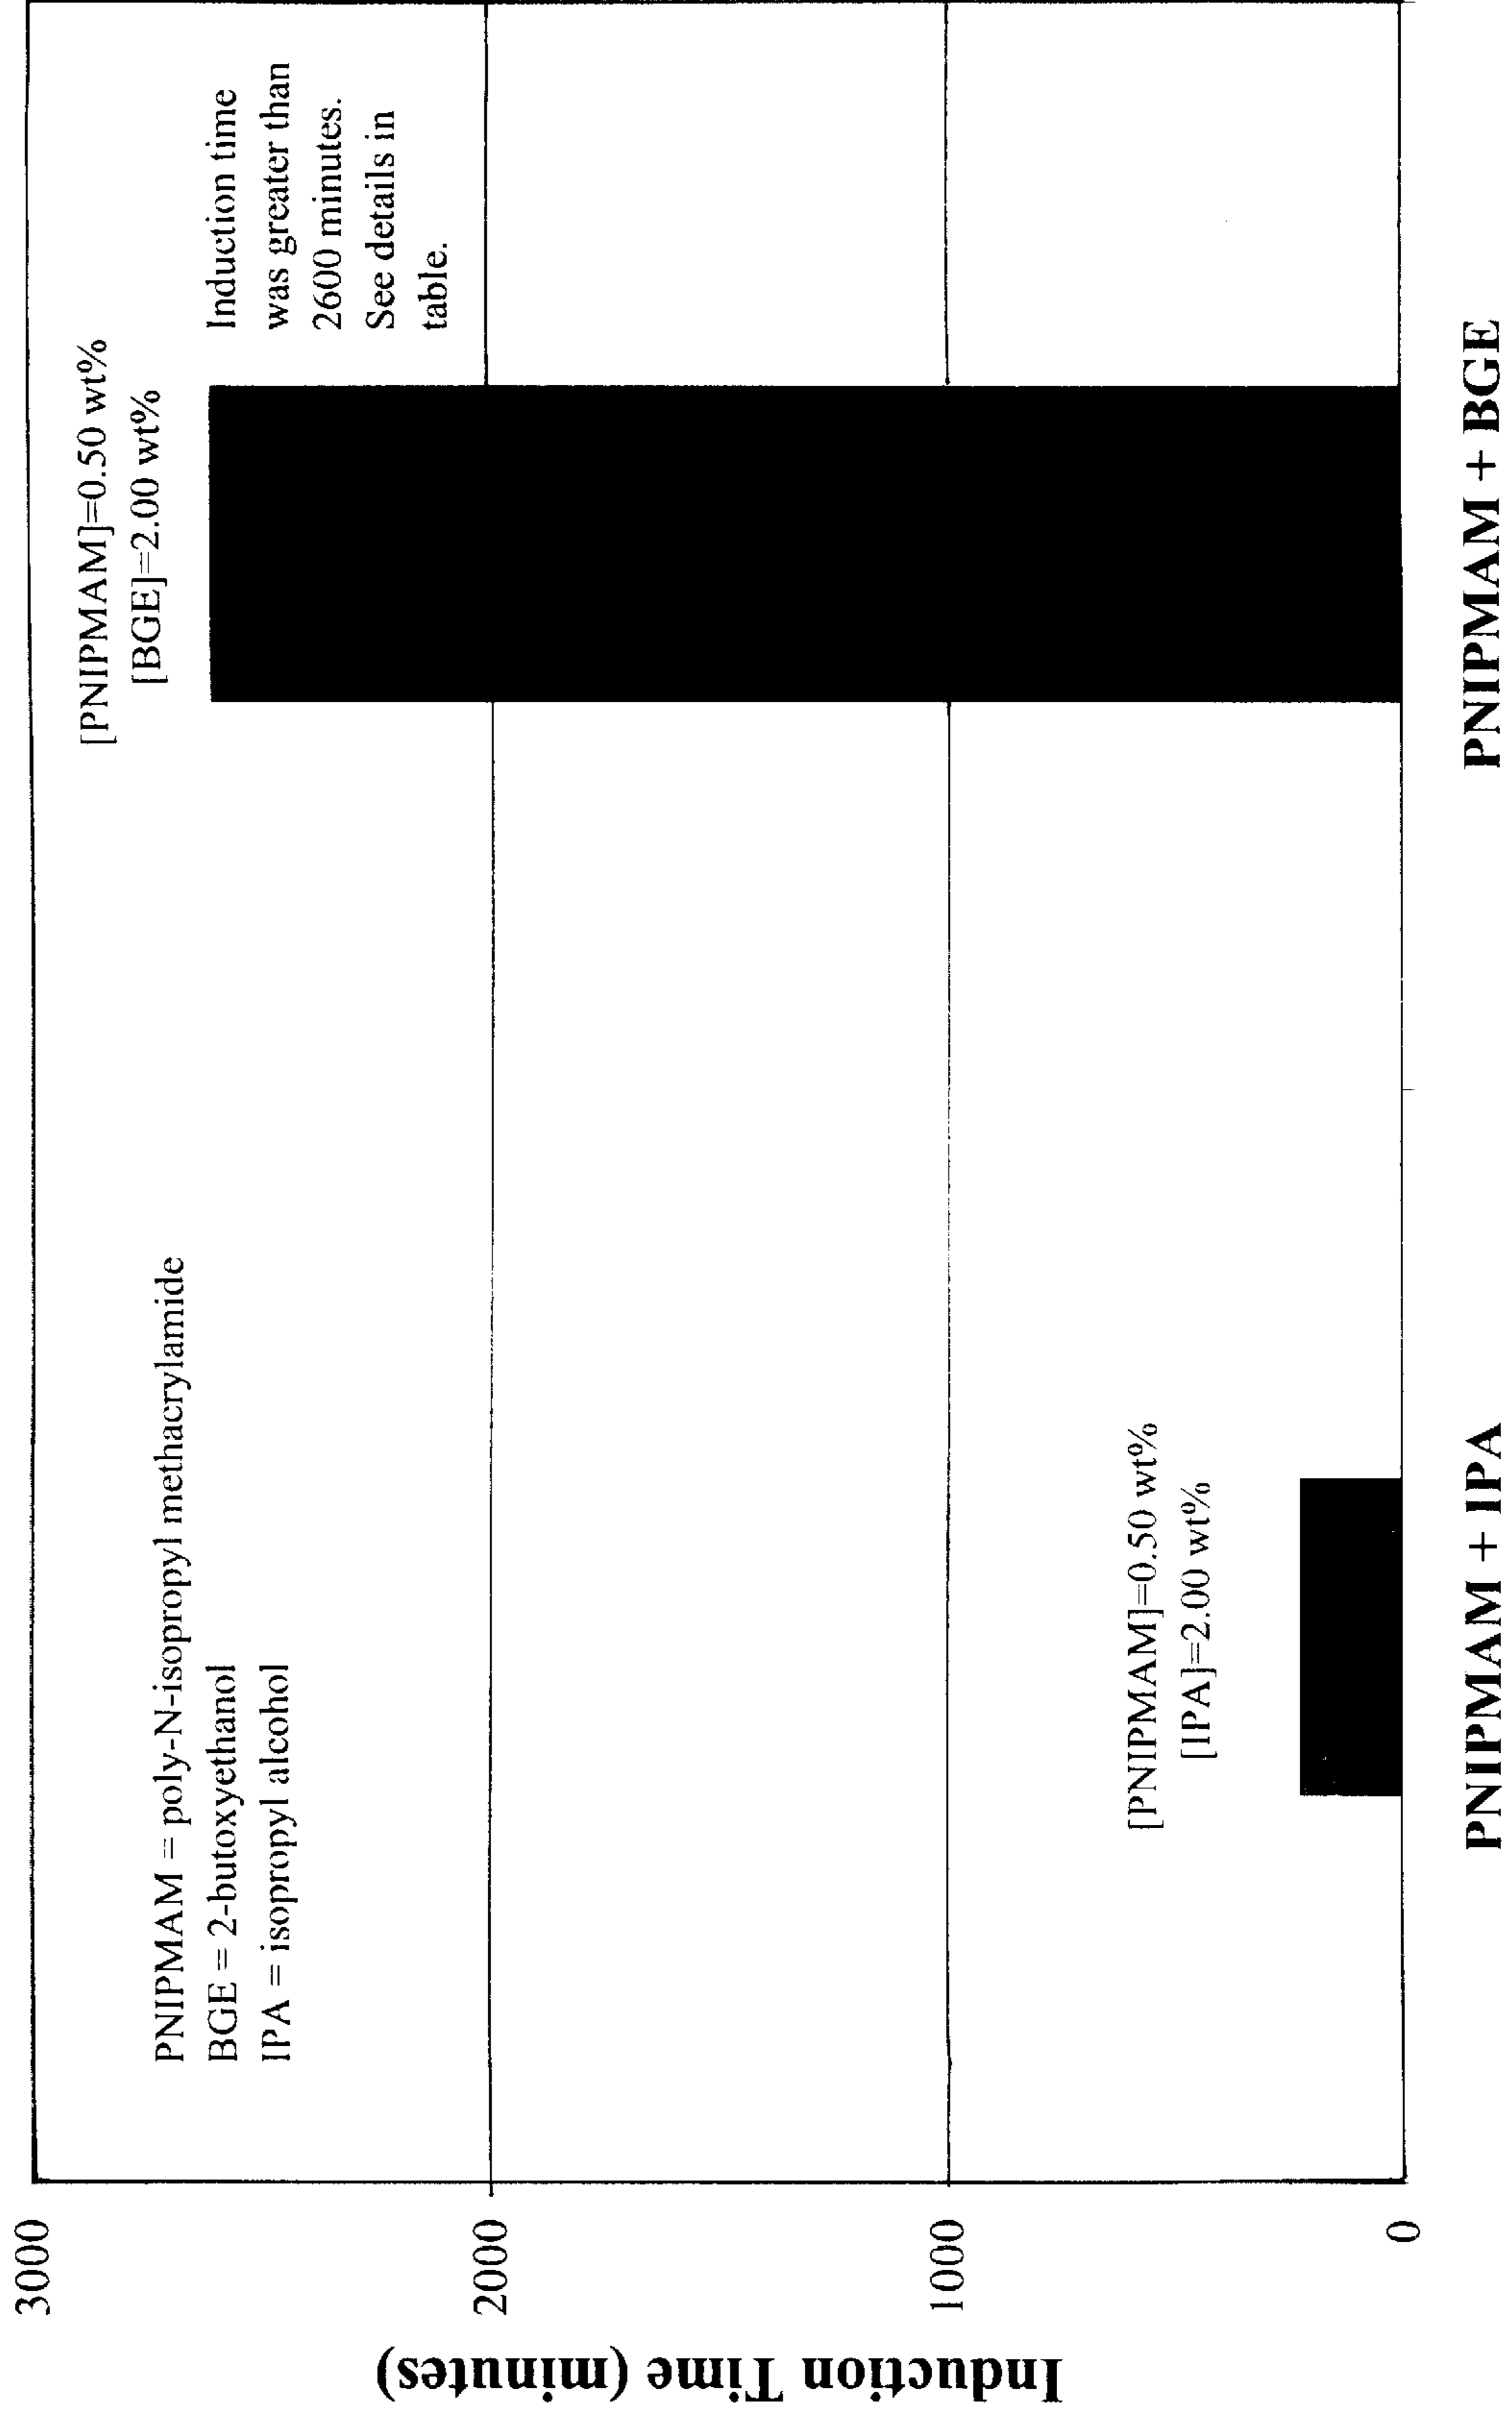 Induction Time (minutes)
3000
2000
1000
0
PNIPMAM = poly-N-isopropyl methacrylamide
BGE = 2-butoxyethanol
IPA = isopropyl alcohol
[PNIPMAM]=0.50 wt%
[IPA]=2.00 wt%
[PNIPMAM]=0.50 wt%
[BGE]=2.00 wt%
Induction time
was greater than
2600 minutes.
See details in
table.
PNIPMAM + IPA
PNIPMAM + BGE